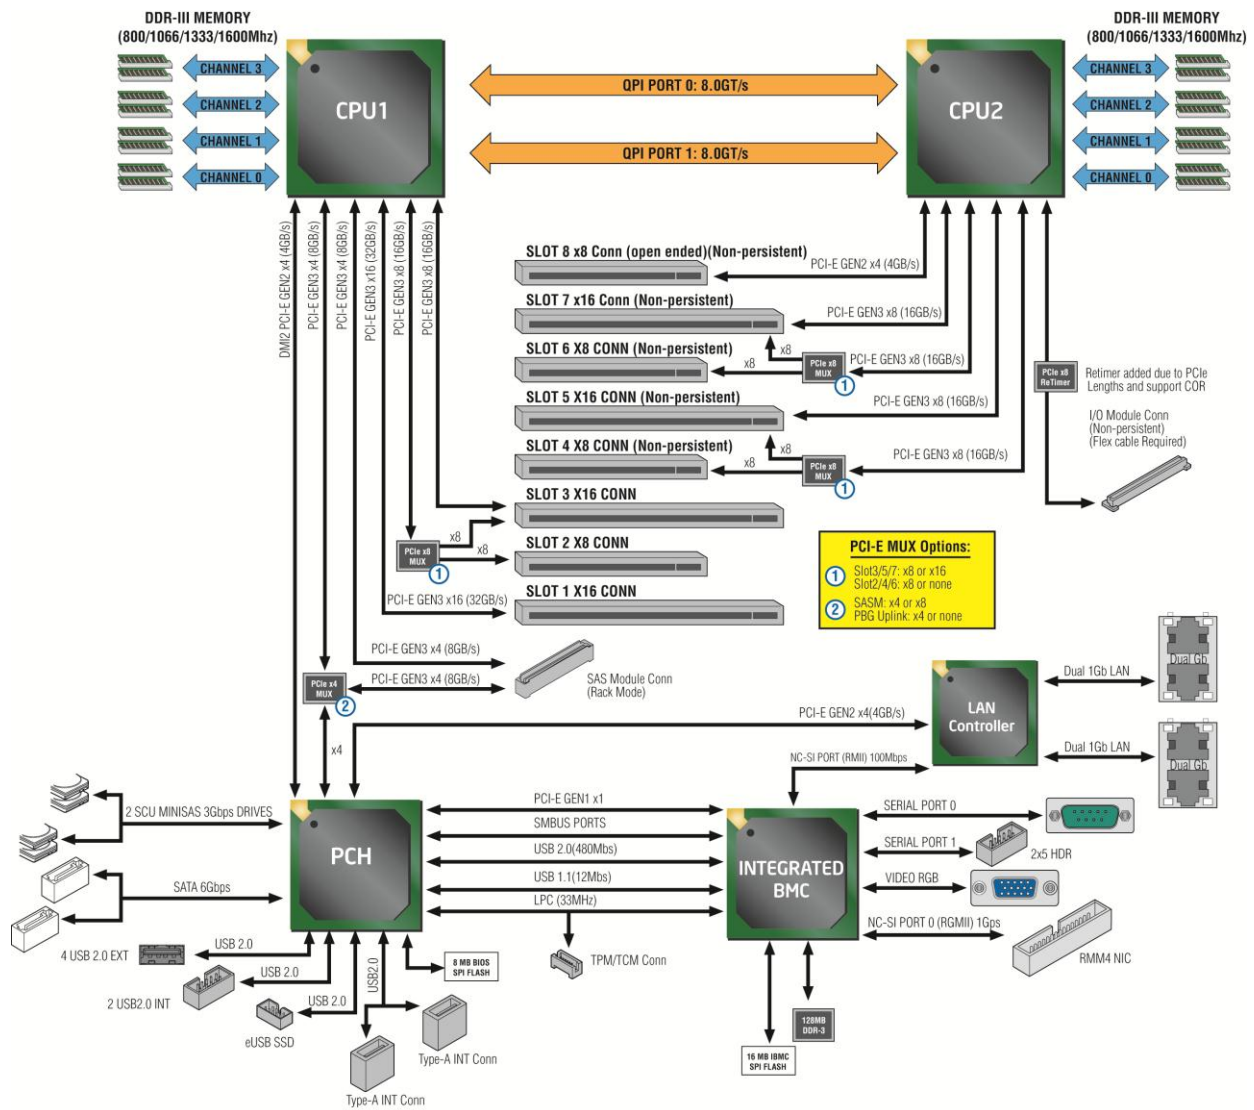 DDR-III MEMORY
(800/1066/1333/1600Mhz)
CHANNEL 3
CHANNEL 2
CHANNEL 1
CHANNEL 0
CPU1
QPI PORT 0: 8.0GT/s
QPI PORT 1: 8.0GT/s
CPU2
DDR-III MEMORY
(800/1066/1333/1600Mhz)
CHANNEL 3
CHANNEL 2
CHANNEL 1
CHANNEL 0
DMI2 PCI-E GEN2 x4 (4GB/s)
PCI-E GEN3 x4 (8GB/s)
PCI-E GEN3 x4 (8GB/s)
PCI-E GEN3 x16 (32GB/s)
PCI-E GEN3 x8 (16GB/s)
PCI-E GEN3 x8 (16GB/s)
SLOT 8 x8 Conn (open ended)(Non-persistent)
PCI-E GEN2 x4 (4GB/s)
SLOT 7 x16 Conn (Non-persistent)
PCI-E GEN3 x8 (16GB/s)
SLOT 6 X8 CONN (Non-persistent)
x8
x8
PCIe x8
MUX
1
PCI-E GEN3 x8 (16GB/s)
SLOT 5 X16 CONN (Non-persistent)
PCI-E GEN3 x8 (16GB/s)
SLOT 4 X8 CONN (Non-persistent)
x8
x8
PCIe x8
MUX
1
PCI-E GEN3 x8 (16GB/s)
PCIe x8
ReTimer
Retimer added due to PCIe
Lengths and support COR
I/O Module Conn
(Non-persistent)
(Flex cable Required)
SLOT 3 X16 CONN
x8
x8
PCIe x8
MUX
1
SLOT 2 X8 CONN
SLOT 1 X16 CONN
PCI-E GEN3 x16 (32GB/s)
PCI-E MUX Options:
1
Slot3/5/7: x8 or x16
Slot2/4/6: x8 or none
2
SASM: x4 or x8
PBG Uplink: x4 or none
PCI-E GEN3 x4 (8GB/s)
PCI-E GEN3 x4 (8GB/s)
SAS Module Conn
(Rack Mode)
PCIe x4
MUX
2
x4
PCI-E GEN2 x4(4GB/s)
LAN
Controller
Dual 1Gb LAN
Dual Gb
Dual 1Gb LAN
Dual Gb
NC-SI PORT (RMII) 100Mbps
2 SCU MINISAS 3Gbps DRIVES
SATA 6Gbps
PCH
PCI-E GEN1 x1
SMBUS PORTS
USB 2.0(480Mbs)
USB 1.1(12Mbs)
LPC (33MHz)
INTEGRATED
BMC
SERIAL PORT 0
SERIAL PORT 1
2x5 HDR
VIDEO RGB
NC-SI PORT 0 (RGMII) 1Gps
RMM4 NIC
4 USB 2.0 EXT
USB 2.0
2 USB2.0 INT
USB 2.0
eUSB SSD
USB 2.0
USB2.0
Type-A INT Conn
Type-A INT Conn
8 MB BIOS
SPI FLASH
TPM/TCM Conn
128MB
DDR-3
16 MB IBMC
SPI FLASH